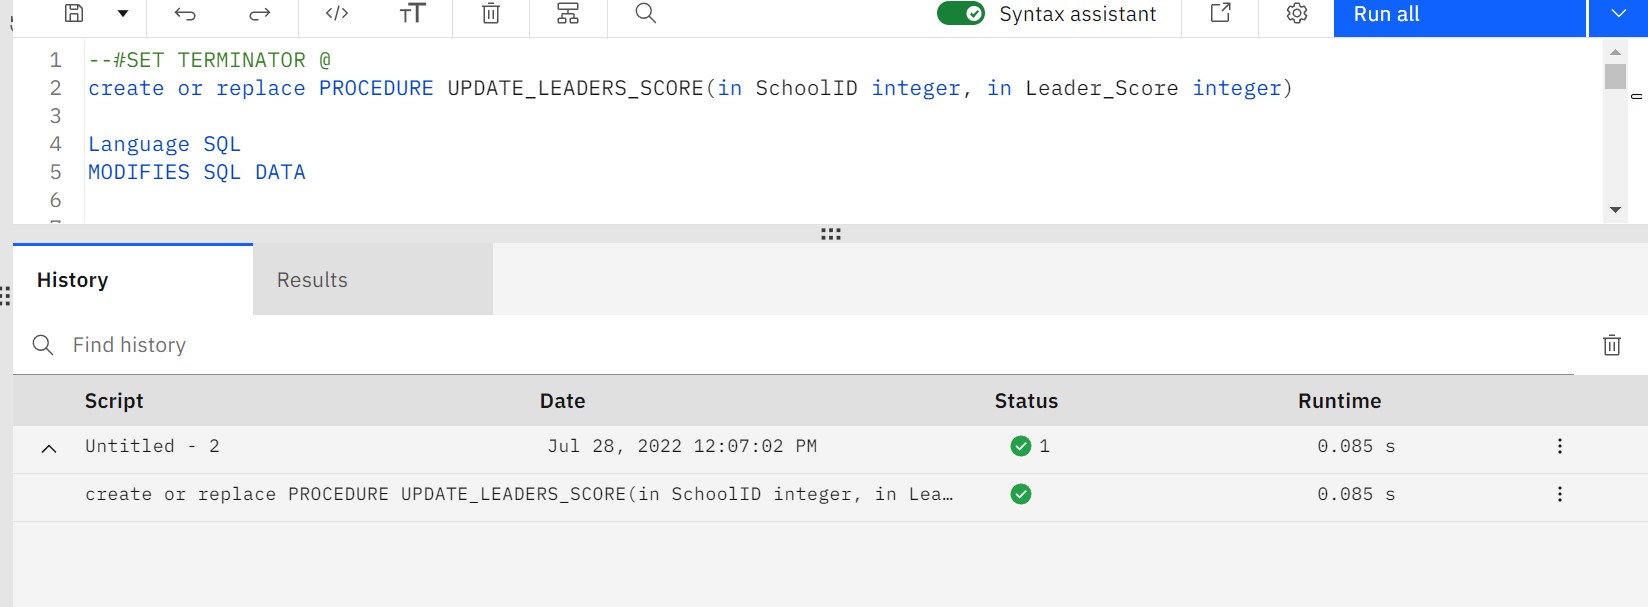 </> TT Syntax assistant Run all
1 --#SET TERMINATOR @
2 create or replace PROCEDURE UPDATE_LEADERS_SCORE(in SchoolID integer, in Leader_Score integer)
3
4 Language SQL
5 MODIFIES SQL DATA
6
History Results
Find history
Script Date Status Runtime
Untitled - 2 Jul 28, 2022 12:07:02 PM 1 0.085 s
create or replace PROCEDURE UPDATE_LEADERS_SCORE(in SchoolID integer, in Lea… 0.085 s